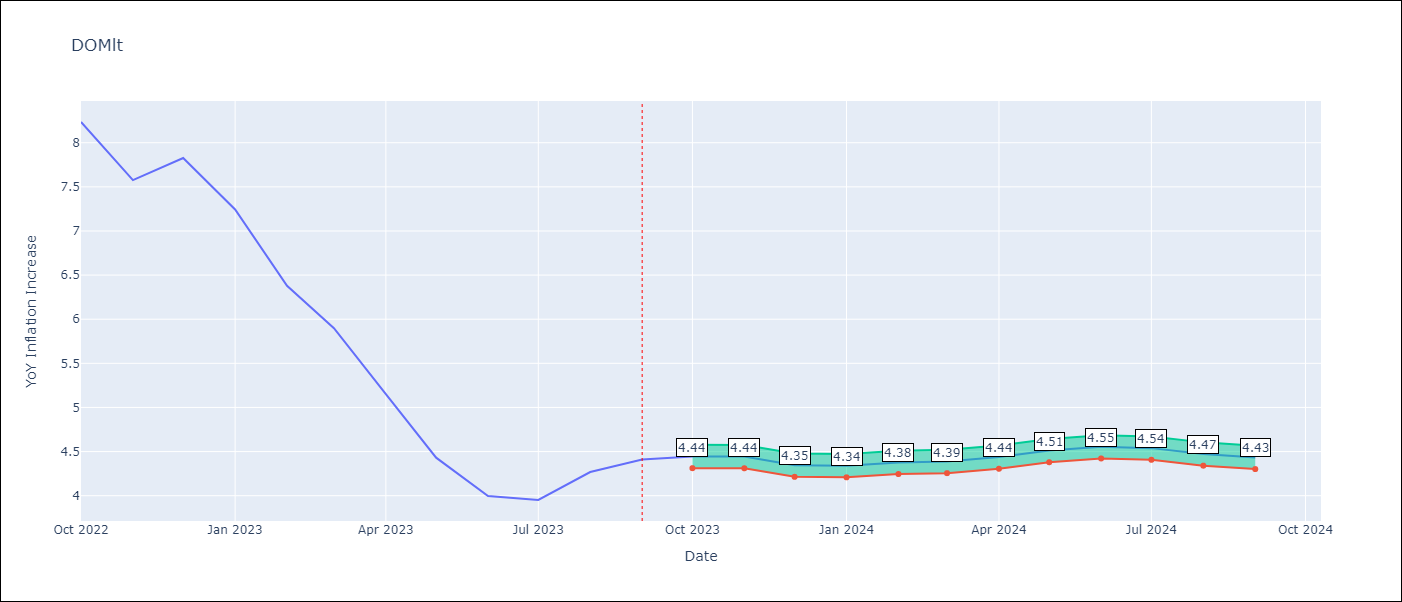 DOMlt
YoY Inflation Increase
8
7.5
7
6.5
6
5.5
5
4.5
4
4.44
4.44
4.35
4.34
4.38
4.39
4.44
4.51
4.55
4.54
4.47
4.43
Oct 2022
Jan 2023
Apr 2023
Jul 2023
Oct 2023
Jan 2024
Apr 2024
Jul 2024
Oct 2024
Date